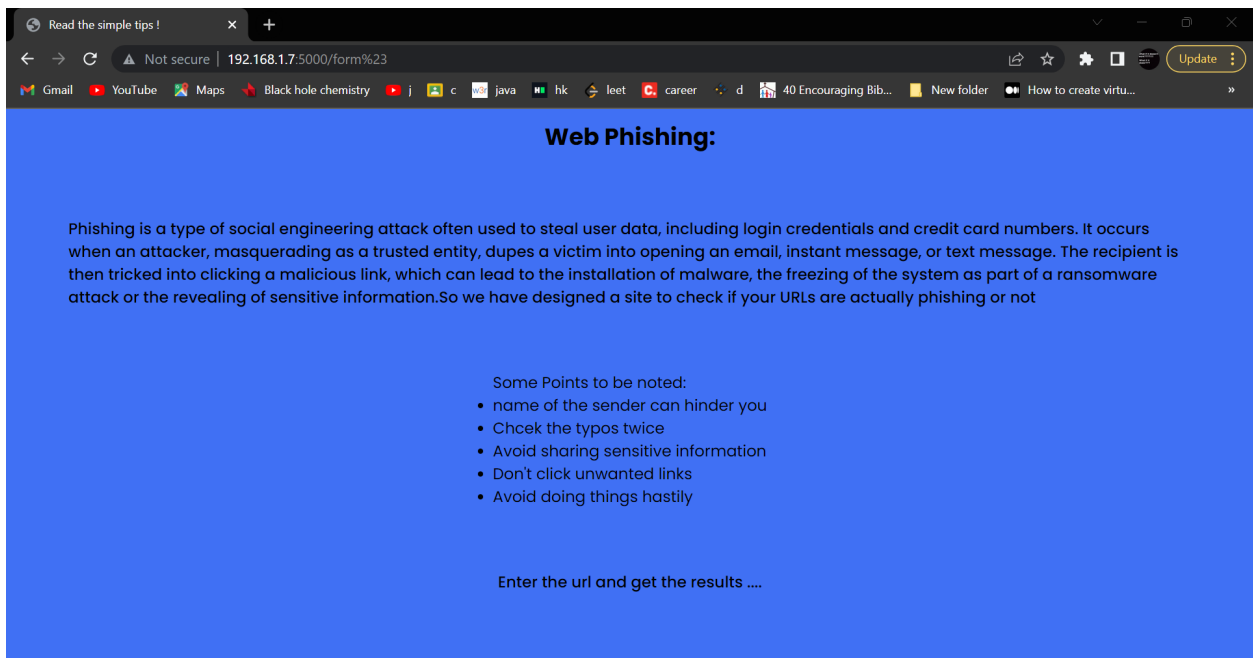 Read the simple tips !
Not secure | 192.168.1.7:5000/form%23
Update
Gmail YouTube Maps Black hole chemistry j c w3r java hk leet C. career d 40 Encouraging Bib... New folder How to create virtu... »
Web Phishing:
Phishing is a type of social engineering attack often used to steal user data, including login credentials and credit card numbers. It occurs
when an attacker, masquerading as a trusted entity, dupes a victim into opening an email, instant message, or text message. The recipient is
then tricked into clicking a malicious link, which can lead to the installation of malware, the freezing of the system as part of a ransomware
attack or the revealing of sensitive information.So we have designed a site to check if your URLs are actually phishing or not
Some Points to be noted:
• name of the sender can hinder you
• Chcek the typos twice
• Avoid sharing sensitive information
• Don't click unwanted links
• Avoid doing things hastily
Enter the url and get the results ....